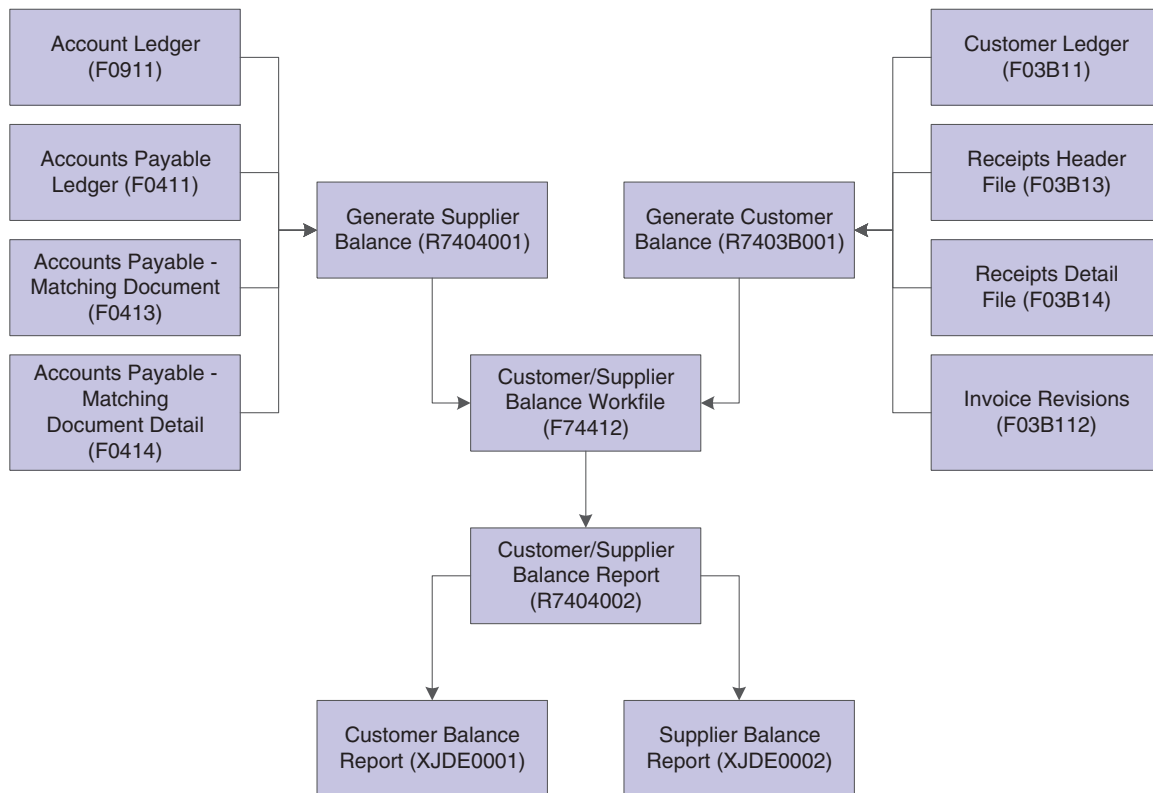 Account Ledger
(F0911)
Accounts Payable
Ledger (F0411)
Accounts Payable -
Matching Document
(F0413)
Accounts Payable -
Matching
Document Detail
(F0414)
Generate Supplier
Balance (R7404001)
Generate Customer
Balance (R7403B001)
Customer Ledger
(F03B11)
Receipts Header
File (F03B13)
Receipts Detail
File (F03B14)
Invoice Revisions
(F03B112)
Customer/Supplier
Balance Workfile
(F74412)
Customer/Supplier
Balance Report
(R7404002)
Customer Balance
Report (XJDE0001)
Supplier Balance
Report (XJDE0002)